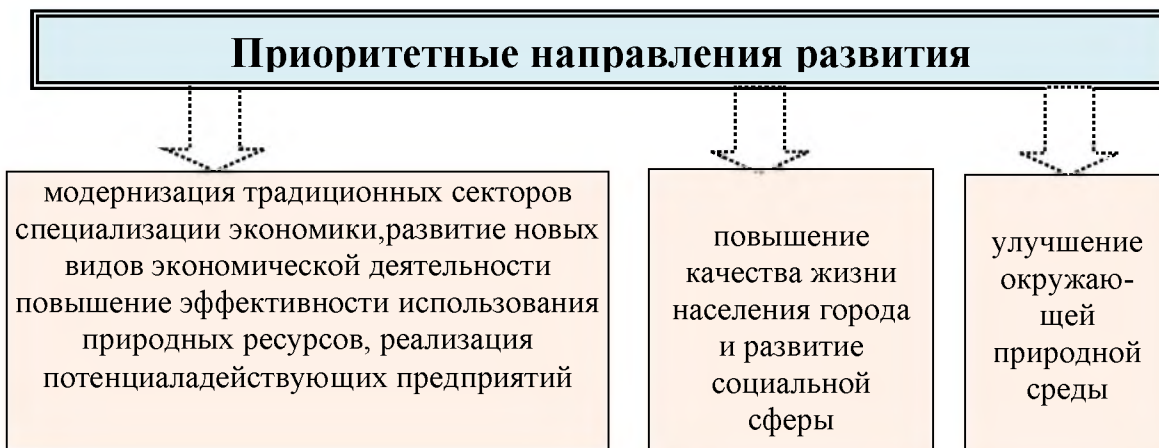 Приоритетные направления развития
модернизация традиционных секторов
специализации экономики,развитие новых
видов экономической деятельности
повышение эффективности использования
природных ресурсов, реализация
потенциаладействующих предприятий
повышение
качества жизни
населения города
и развитие
социальной
сферы
улучшение
окружаю-
щей
природной
среды